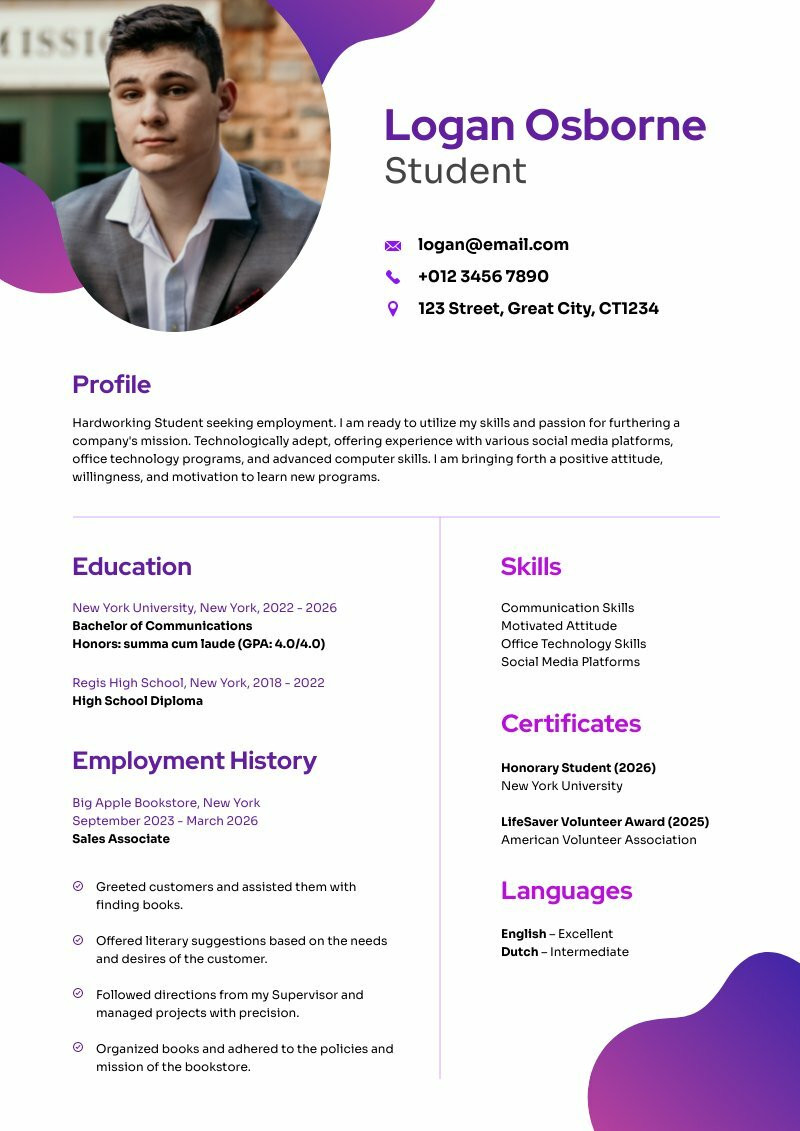 MISSI
Logan Osborne
Student
logan@email.com
+012 3456 7890
123 Street, Great City, CT1234
Profile
Hardworking Student seeking employment. I am ready to utilize my skills and passion for furthering a
company's mission. Technologically adept, offering experience with various social media platforms,
office technology programs, and advanced computer skills. I am bringing forth a positive attitude,
willingness, and motivation to learn new programs.
Education
New York University, New York, 2022 - 2026
Bachelor of Communications
Honors: summa cum laude (GPA: 4.0/4.0)
Regis High School, New York, 2018 - 2022
High School Diploma
Employment History
Big Apple Bookstore, New York
September 2023 - March 2026
Sales Associate
Greeted customers and assisted them with
finding books.
Offered literary suggestions based on the needs
and desires of the customer.
Followed directions from my Supervisor and
managed projects with precision.
Organized books and adhered to the policies and
mission of the bookstore.
Skills
Communication Skills
Motivated Attitude
Office Technology Skills
Social Media Platforms
Certificates
Honorary Student (2026)
New York University
LifeSaver Volunteer Award (2025)
American Volunteer Association
Languages
English – Excellent
Dutch – Intermediate